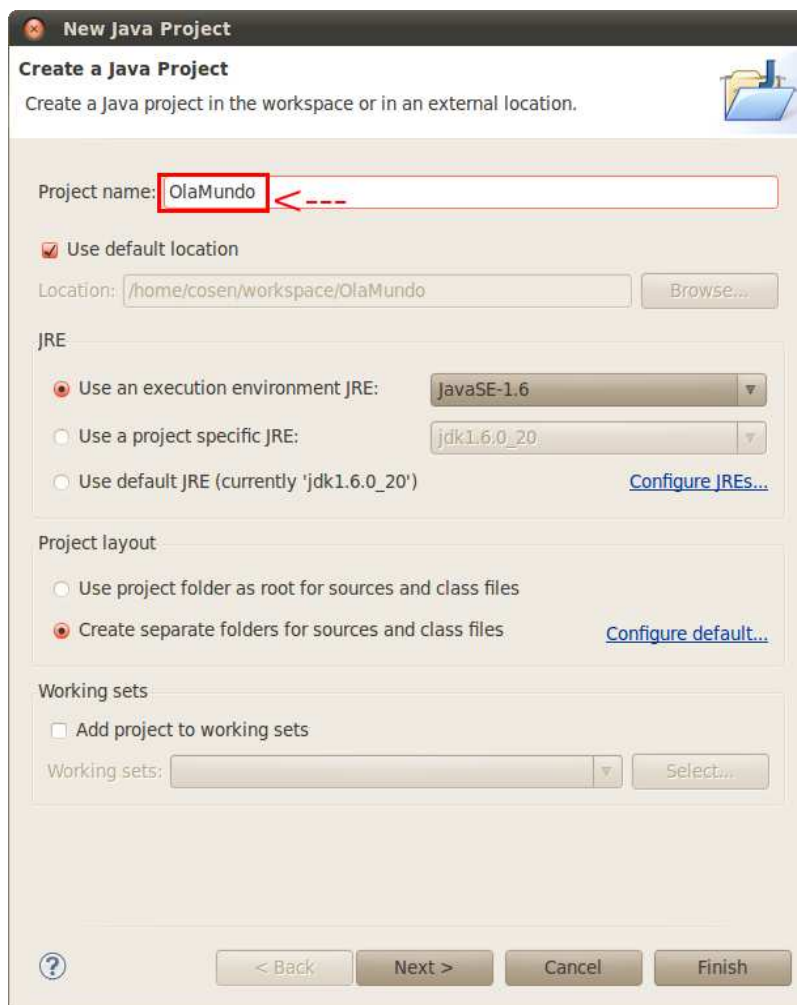 New Java Project
Create a Java Project
Create a Java project in the workspace or in an external location.
Project name: OlaMundo <---
Use default location
Location: /home/cosen/workspace/OlaMundo Browse...
JRE
Use an execution environment JRE: JavaSE-1.6
Use a project specific JRE: jdk1.6.0_20
Use default JRE (currently 'jdk1.6.0_20') Configure JREs...
Project layout
Use project folder as root for sources and class files
Create separate folders for sources and class files Configure default...
Working sets
Add project to working sets
Working sets: Select...
? < Back Next > Cancel Finish